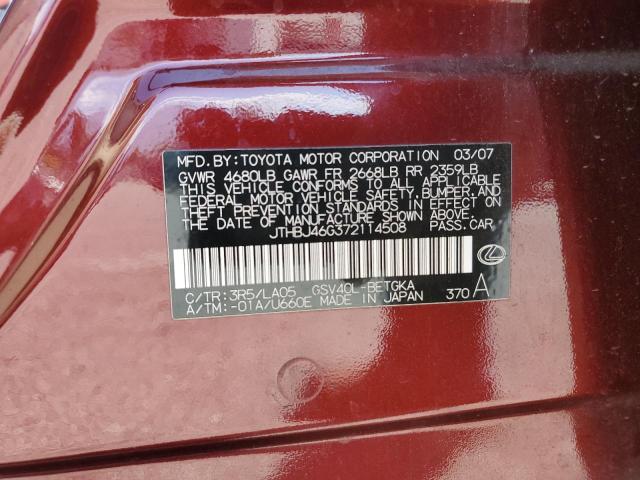 MFD. BY: TOYOTA MOTOR CORPORATION 03/07
GVWR 4680LB GAWR FR 2668LB RR 2359LB
THIS VEHICLE CONFORMS TO ALL APPLICABLE
FEDERAL MOTOR VEHICLE SAFETY, BUMPER, AND
THEFT PREVENTION STANDARDS IN EFFECT ON
THE DATE OF MANUFACTURE SHOWN ABOVE.
JTHBJ46G372114508 PASS. CAR
C/TR: 3R5/LA05 GSV40L-BETGKA
A/TM: -01A/U660E MADE IN JAPAN 370 A